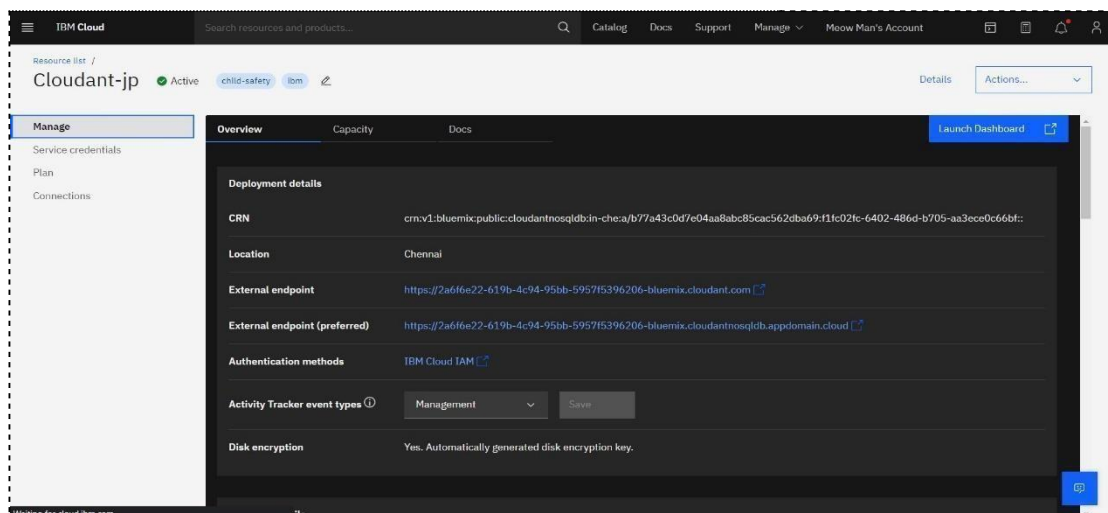 IBM Cloud Search resources and products... Catalog Docs Support Manage Meow Man's Account
Resource list /
Cloudant-jp Active chlid-safety ibm Details Actions...
Manage
Service credentials
Plan
Connections
Overview Capacity Docs Launch Dashboard
Deployment details
CRN crn:v1:bluemix:public:cloudantnosqldb:in-che:a/b77a43c0d7e04aa8abc85cac562dba69:f1fc02fc-6402-486d-b705-aa3ece0c66bf::
Location Chennai
External endpoint https://2a6f6e22-619b-4c94-95bb-5957f5396206-bluemix.cloudant.com
External endpoint (preferred) https://2a6f6e22-619b-4c94-95bb-5957f5396206-bluemix.cloudantnosqldb.appdomain.cloud
Authentication methods IBM Cloud IAM
Activity Tracker event types Management Save
Disk encryption Yes. Automatically generated disk encryption key.